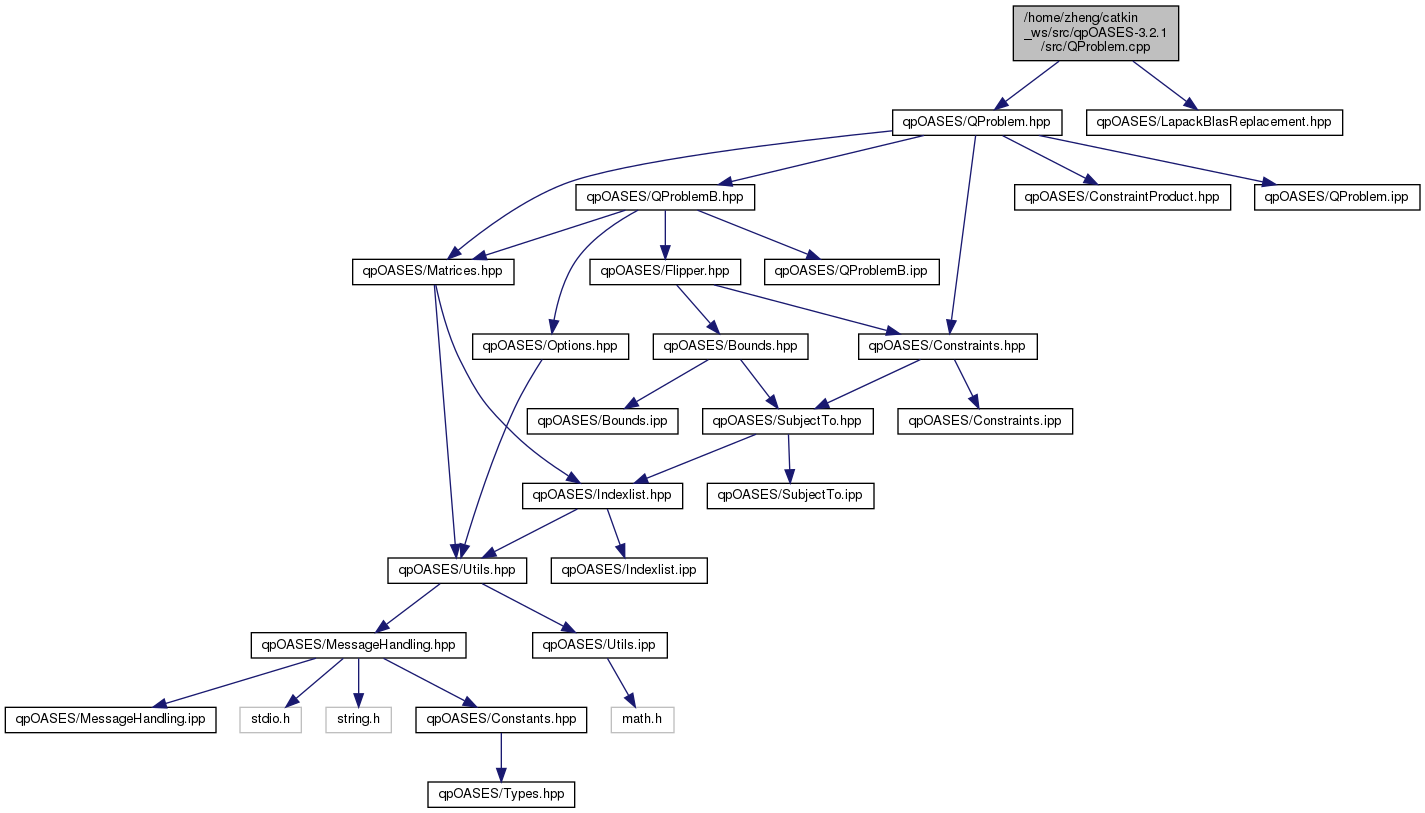 /home/zheng/catkin
_ws/src/qpOASES-3.2.1
/src/QProblem.cpp
qpOASES/QProblem.hpp
qpOASES/LapackBlasReplacement.hpp
qpOASES/QProblemB.hpp
qpOASES/ConstraintProduct.hpp
qpOASES/QProblem.ipp
qpOASES/Matrices.hpp
qpOASES/Flipper.hpp
qpOASES/QProblemB.ipp
qpOASES/Options.hpp
qpOASES/Bounds.hpp
qpOASES/Constraints.hpp
qpOASES/Bounds.ipp
qpOASES/SubjectTo.hpp
qpOASES/Constraints.ipp
qpOASES/Indexlist.hpp
qpOASES/SubjectTo.ipp
qpOASES/Utils.hpp
qpOASES/Indexlist.ipp
qpOASES/MessageHandling.hpp
qpOASES/Utils.ipp
qpOASES/MessageHandling.ipp
stdio.h
string.h
qpOASES/Constants.hpp
math.h
qpOASES/Types.hpp